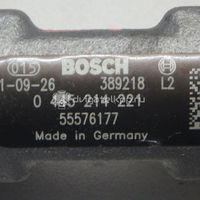 015 BOSCH
1-09-26 389218 L2
0 445 214 221
55576177
Made in Germany